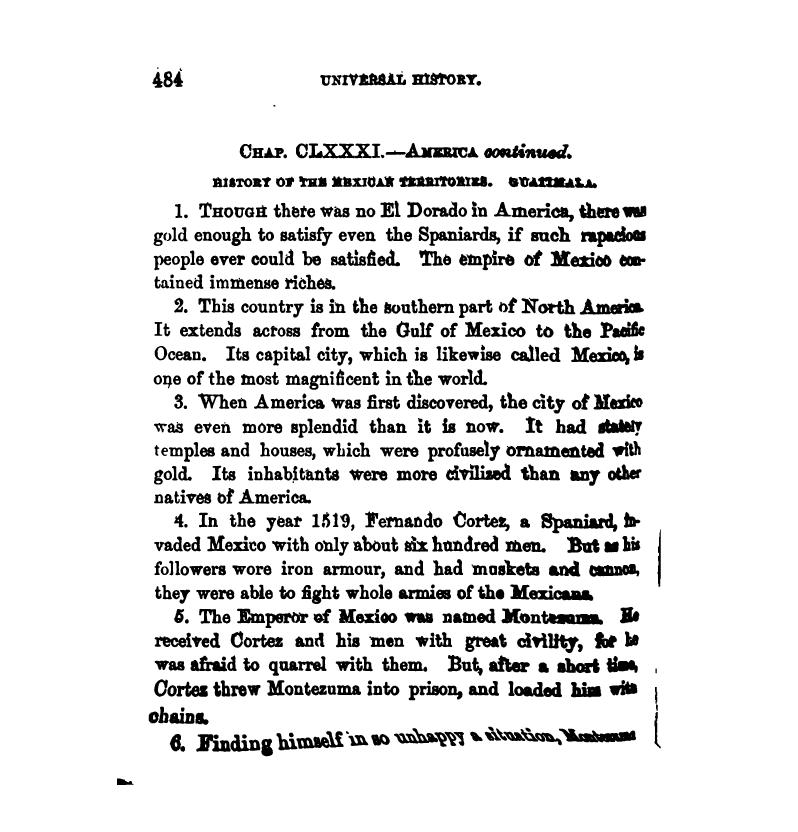 484 UNIVERSAL HISTORY.
CHAP. CLXXXI.—AMERICA continued.
HISTORY OF THE MEXICAN TERRITORIES. GUATIMALA.
1. THOUGH there was no El Dorado in America, there was
gold enough to satisfy even the Spaniards, if such rapacious
people ever could be satisfied. The empire of Mexico con-
tained immense riches.
2. This country is in the southern part of North America.
It extends across from the Gulf of Mexico to the Pacific
Ocean. Its capital city, which is likewise called Mexico, is
one of the most magnificent in the world.
3. When America was first discovered, the city of Mexico
was even more splendid than it is now. It had stately
temples and houses, which were profusely ornamented with
gold. Its inhabitants were more civilized than any other
natives of America.
4. In the year 1519, Fernando Cortez, a Spaniard, in-
vaded Mexico with only about six hundred men. But as his
followers wore iron armour, and had muskets and cannon,
they were able to fight whole armies of the Mexicans.
5. The Emperor of Mexico was named Montezuma. He
received Cortez and his men with great civility, for he
was afraid to quarrel with them. But, after a short time,
Cortez threw Montezuma into prison, and loaded him with
chains.
6. Finding himself in so unhappy a situation, Montezuma